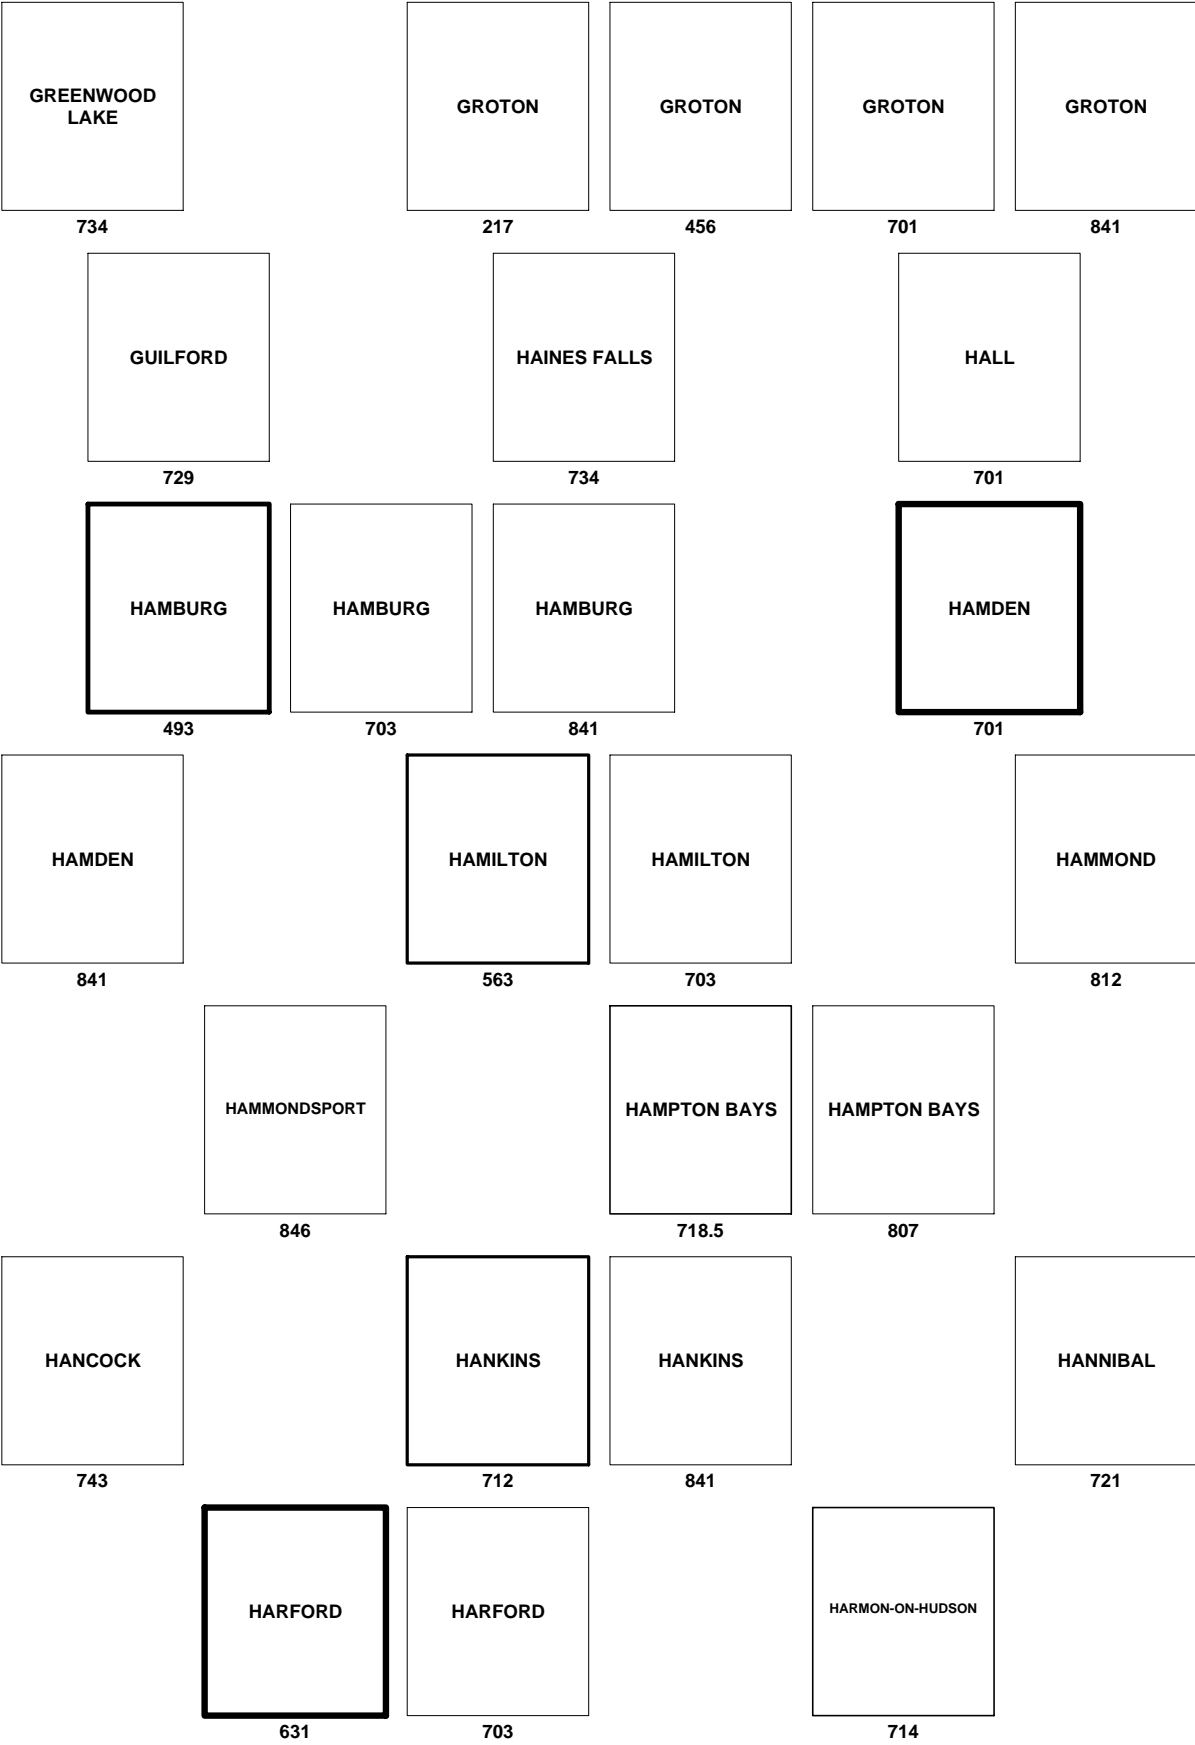 GREENWOOD
LAKE
GROTON
GROTON
GROTON
GROTON
734
217
456
701
841
GUILFORD
HAINES FALLS
HALL
729
734
701
HAMBURG
HAMBURG
HAMBURG
HAMDEN
493
703
841
701
HAMDEN
HAMILTON
HAMILTON
HAMMOND
841
563
703
812
HAMMONDSPORT
HAMPTON BAYS
HAMPTON BAYS
846
718.5
807
HANCOCK
HANKINS
HANKINS
HANNIBAL
743
712
841
721
HARFORD
HARFORD
HARMON-ON-HUDSON
631
703
714